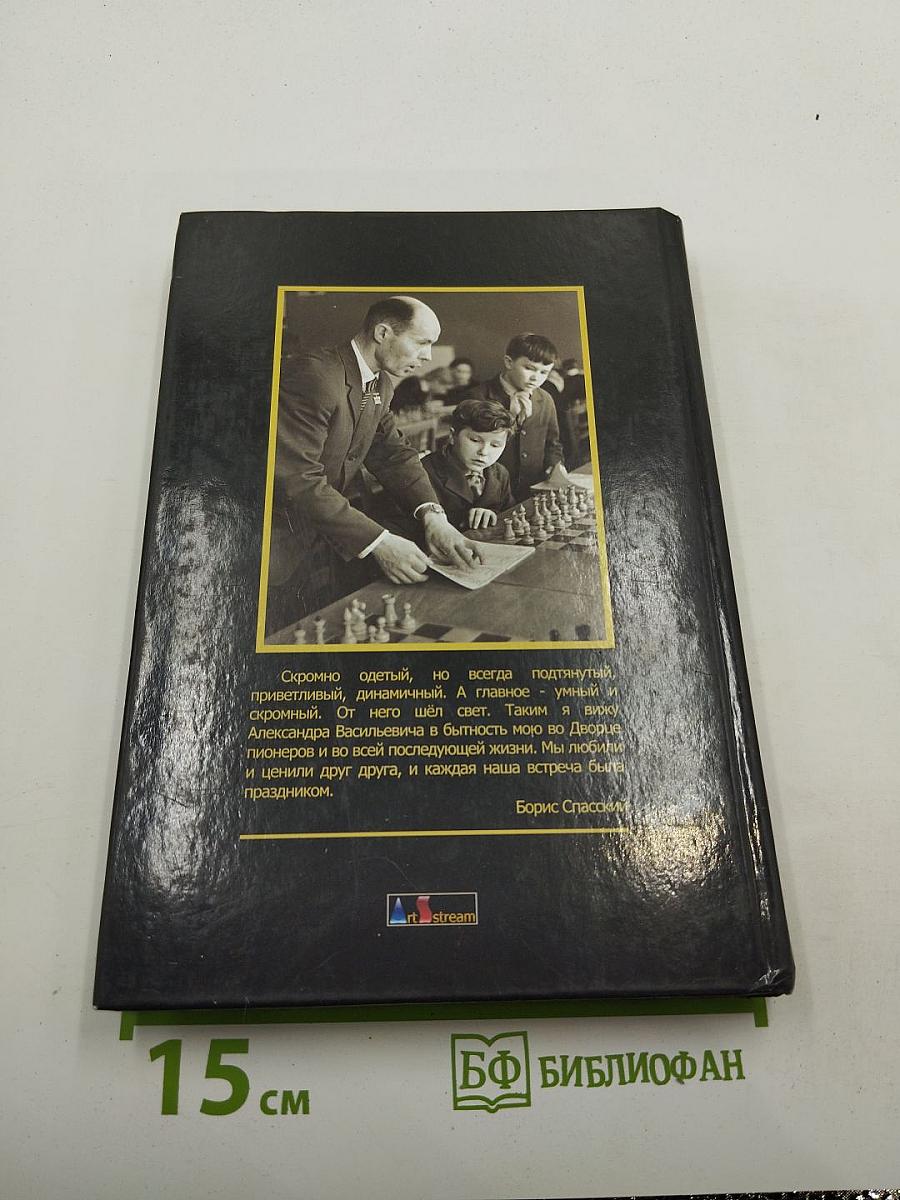 Скромно одетый, но всегда подтянутый,
приветливый, динамичный. А главное - умный и
скромный. От него шёл свет. Таким я вижу
Александра Васильевича в бытность мою во Дворце
пионеров и во всей последующей жизни. Мы любили
и ценили друг друга, и каждая наша встреча была
праздником.
Борис Спасский
Art Sstream
15 см
БФ БИБЛИОФАН